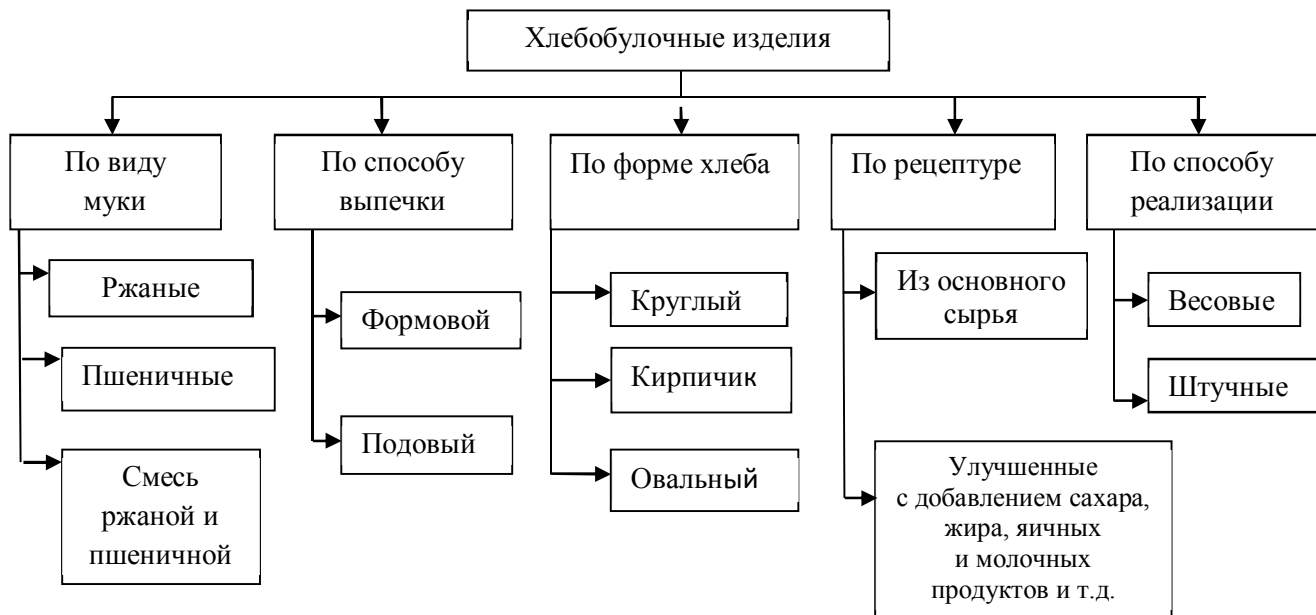 Хлебобулочные изделия
По виду
муки
По способу
выпечки
По форме хлеба
По рецептуре
По способу
реализации
Ржаные
Пшеничные
Смесь
ржаной и
пшеничной
Формовой
Подовый
Круглый
Кирпичик
Овальный
Из основного
сырья
Улучшенные
с добавлением сахара,
жира, яичных
и молочных
продуктов и т.д.
Весовые
Штучные